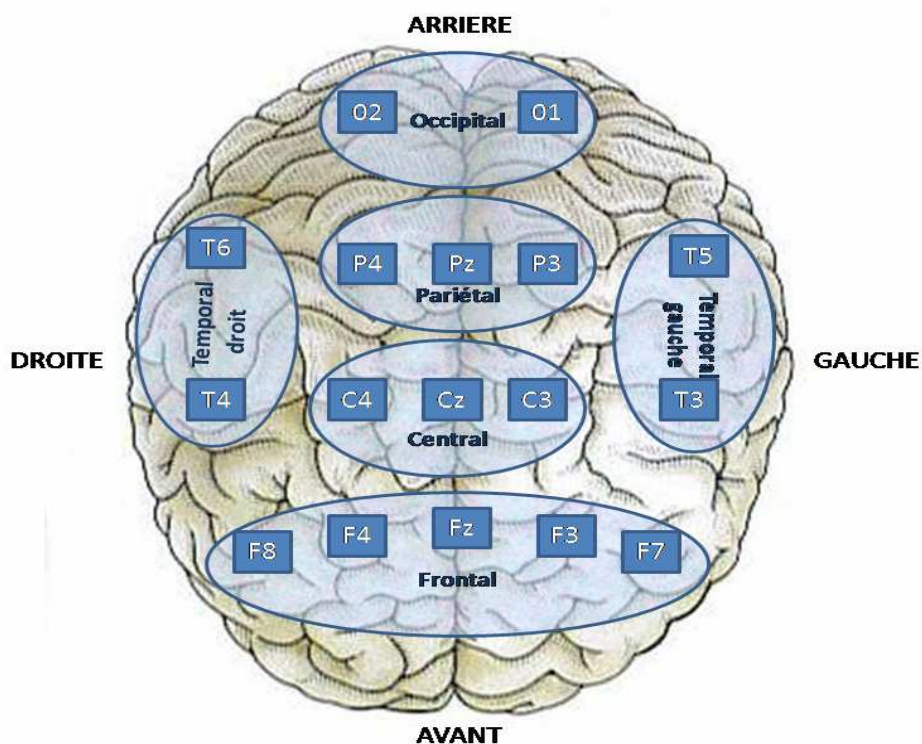 ARRIERE
O2
Occipital
O1
T6
P4
Pz
P3
T5
Pariétal
Temporal
droit
Temporal
gauche
DROITE
GAUCHE
T4
C4
Cz
C3
T3
Central
F8
F4
Fz
F3
F7
Frontal
AVANT